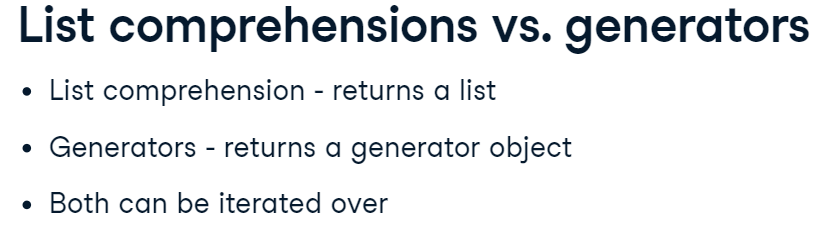 List comprehensions vs. generators
• List comprehension - returns a list
• Generators - returns a generator object
• Both can be iterated over